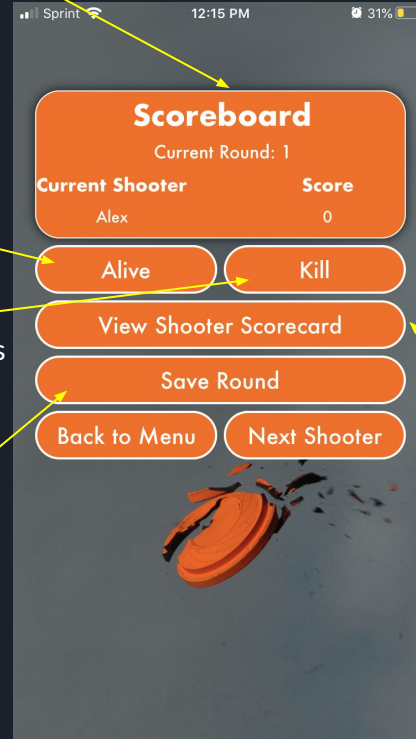 Sprint 12:15 PM 31%
Scoreboard
Current Round: 1
Current Shooter Score
Alex 0
Alive Kill
View Shooter Scorecard
s
Save Round
Back to Menu Next Shooter